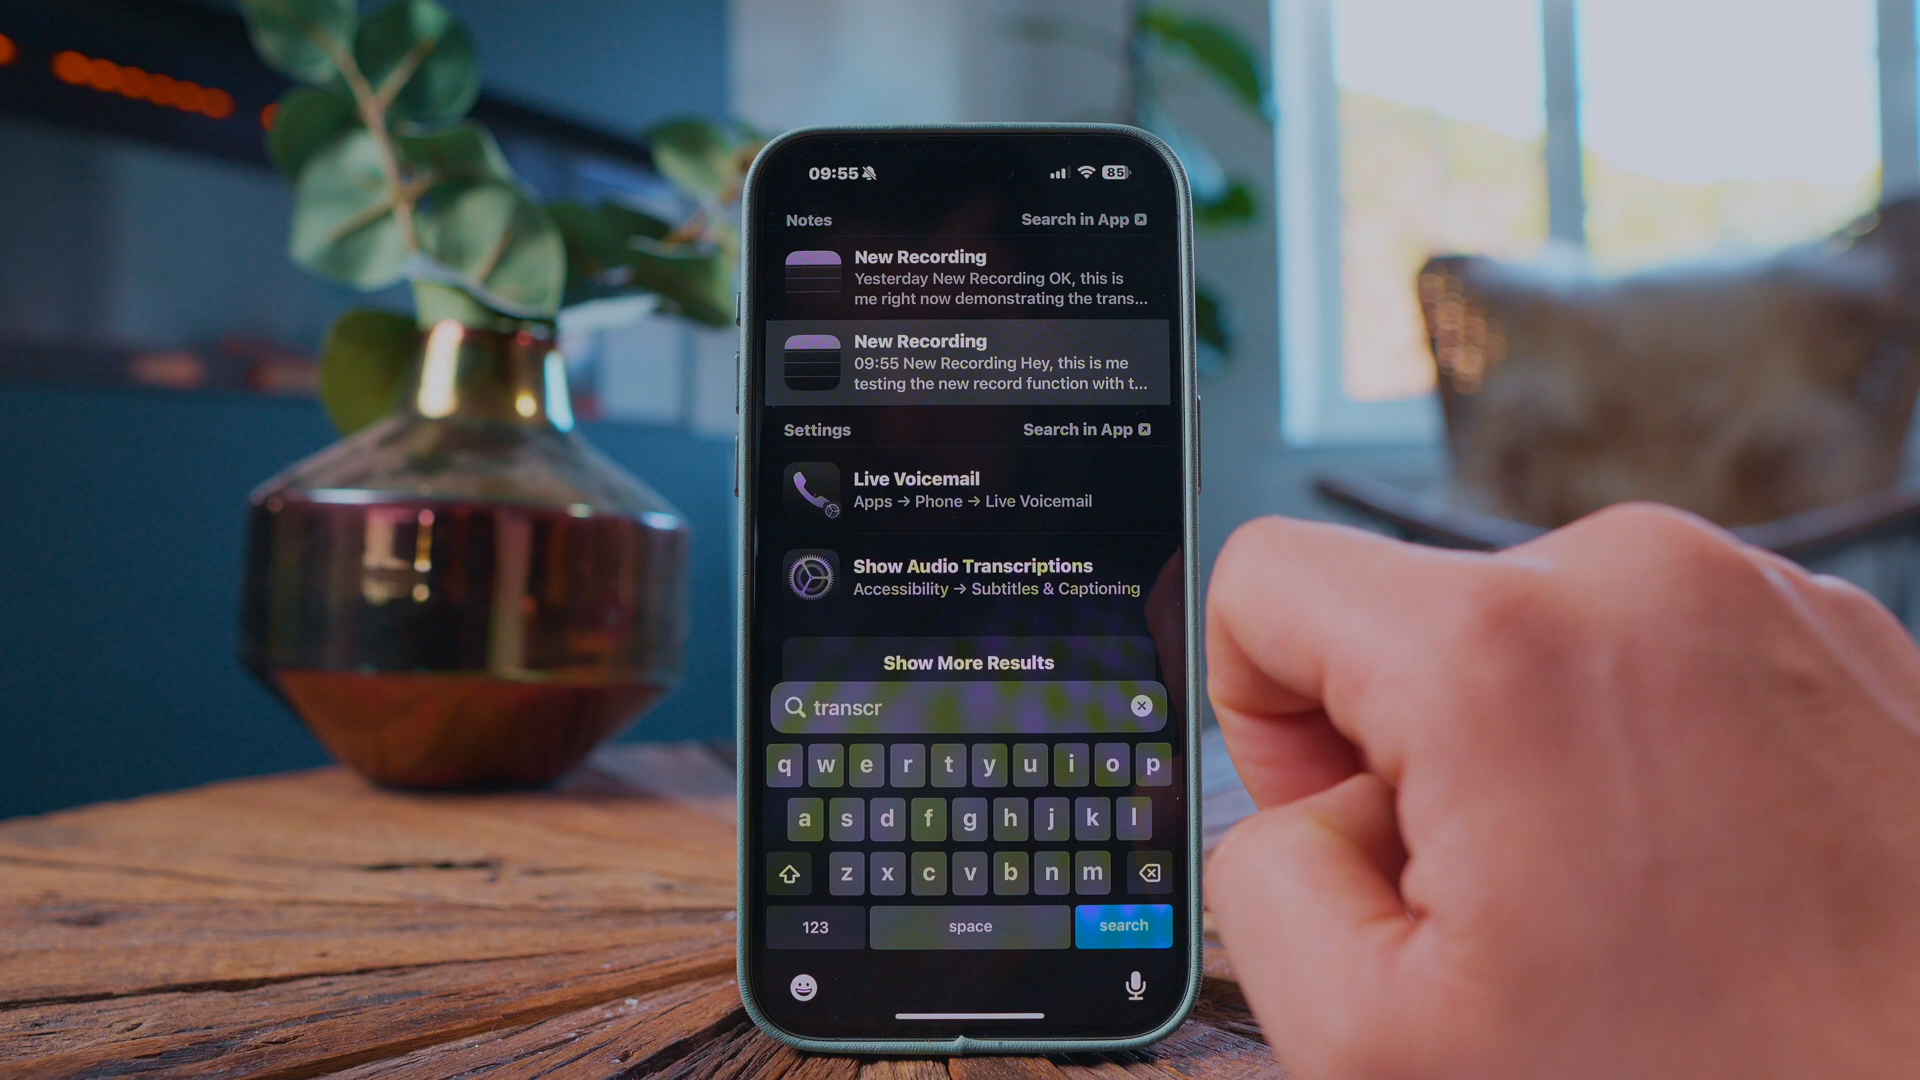 09:55 85
Notes Search in App
New Recording
Yesterday New Recording OK, this is
me right now demonstrating the trans...
New Recording
09:55 New Recording Hey, this is me
testing the new record function with t...
Settings Search in App
Live Voicemail
Apps → Phone → Live Voicemail
Show Audio Transcriptions
Accessibility → Subtitles & Captioning
Show More Results
transcr
q w e r t y u i o p
a s d f g h j k l
z x c v b n m
123 space search